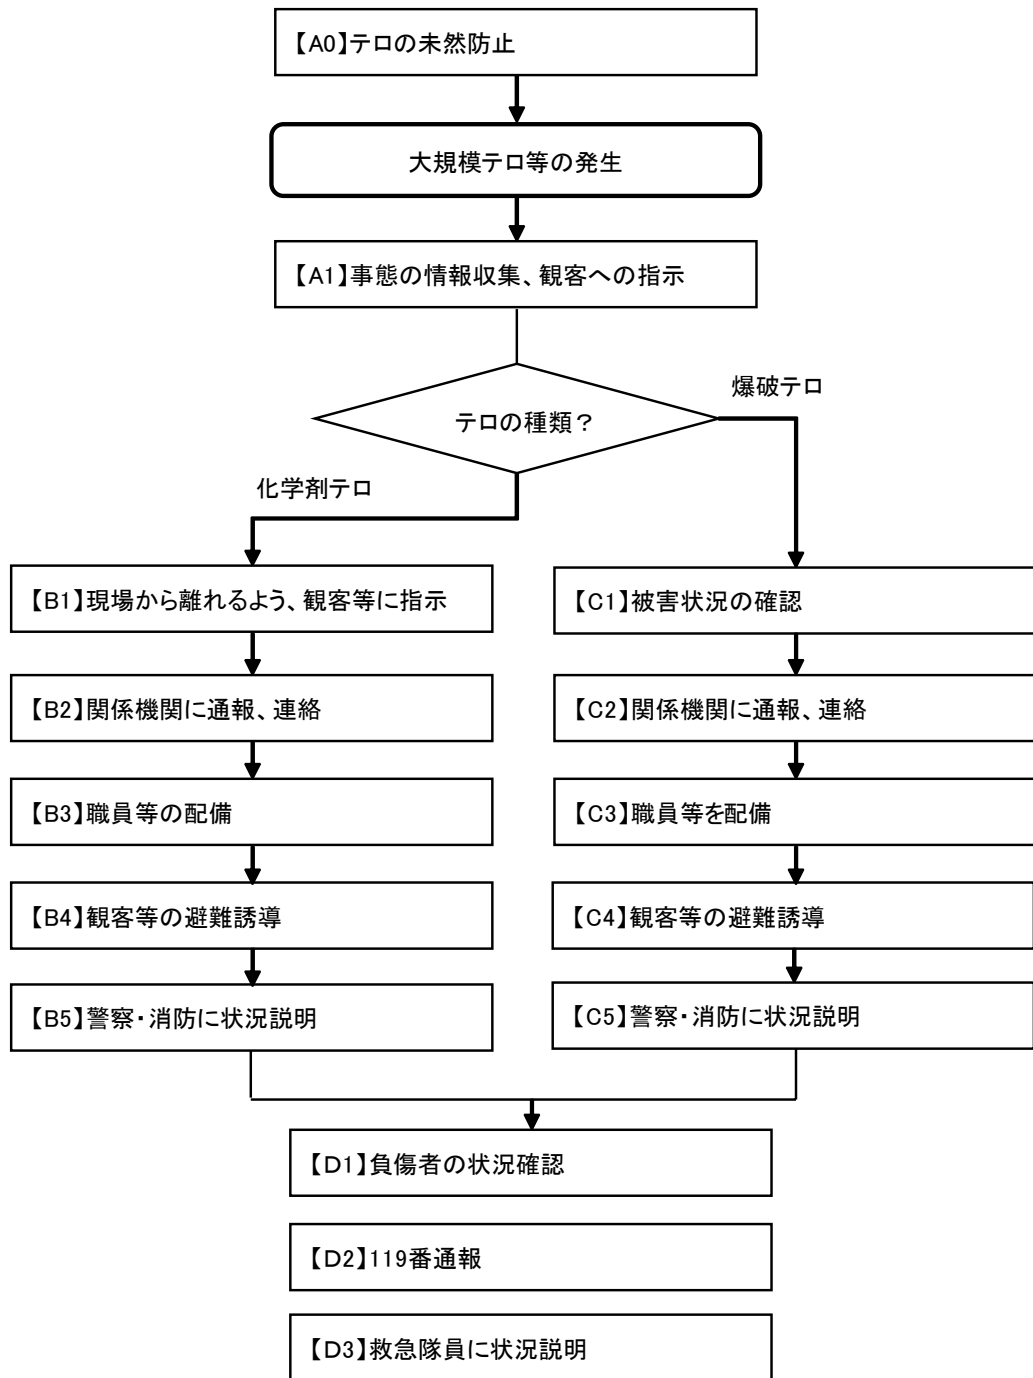 【A0】テロの未然防止
大規模テロ等の発生
【A1】事態の情報収集、観客への指示
テロの種類？
爆破テロ
化学剤テロ
【B1】現場から離れるよう、観客等に指示
【B2】関係機関に通報、連絡
【B3】職員等の配備
【B4】観客等の避難誘導
【B5】警察・消防に状況説明
【C1】被害状況の確認
【C2】関係機関に通報、連絡
【C3】職員等を配備
【C4】観客等の避難誘導
【C5】警察・消防に状況説明
【D1】負傷者の状況確認
【D2】119番通報
【D3】救急隊員に状況説明